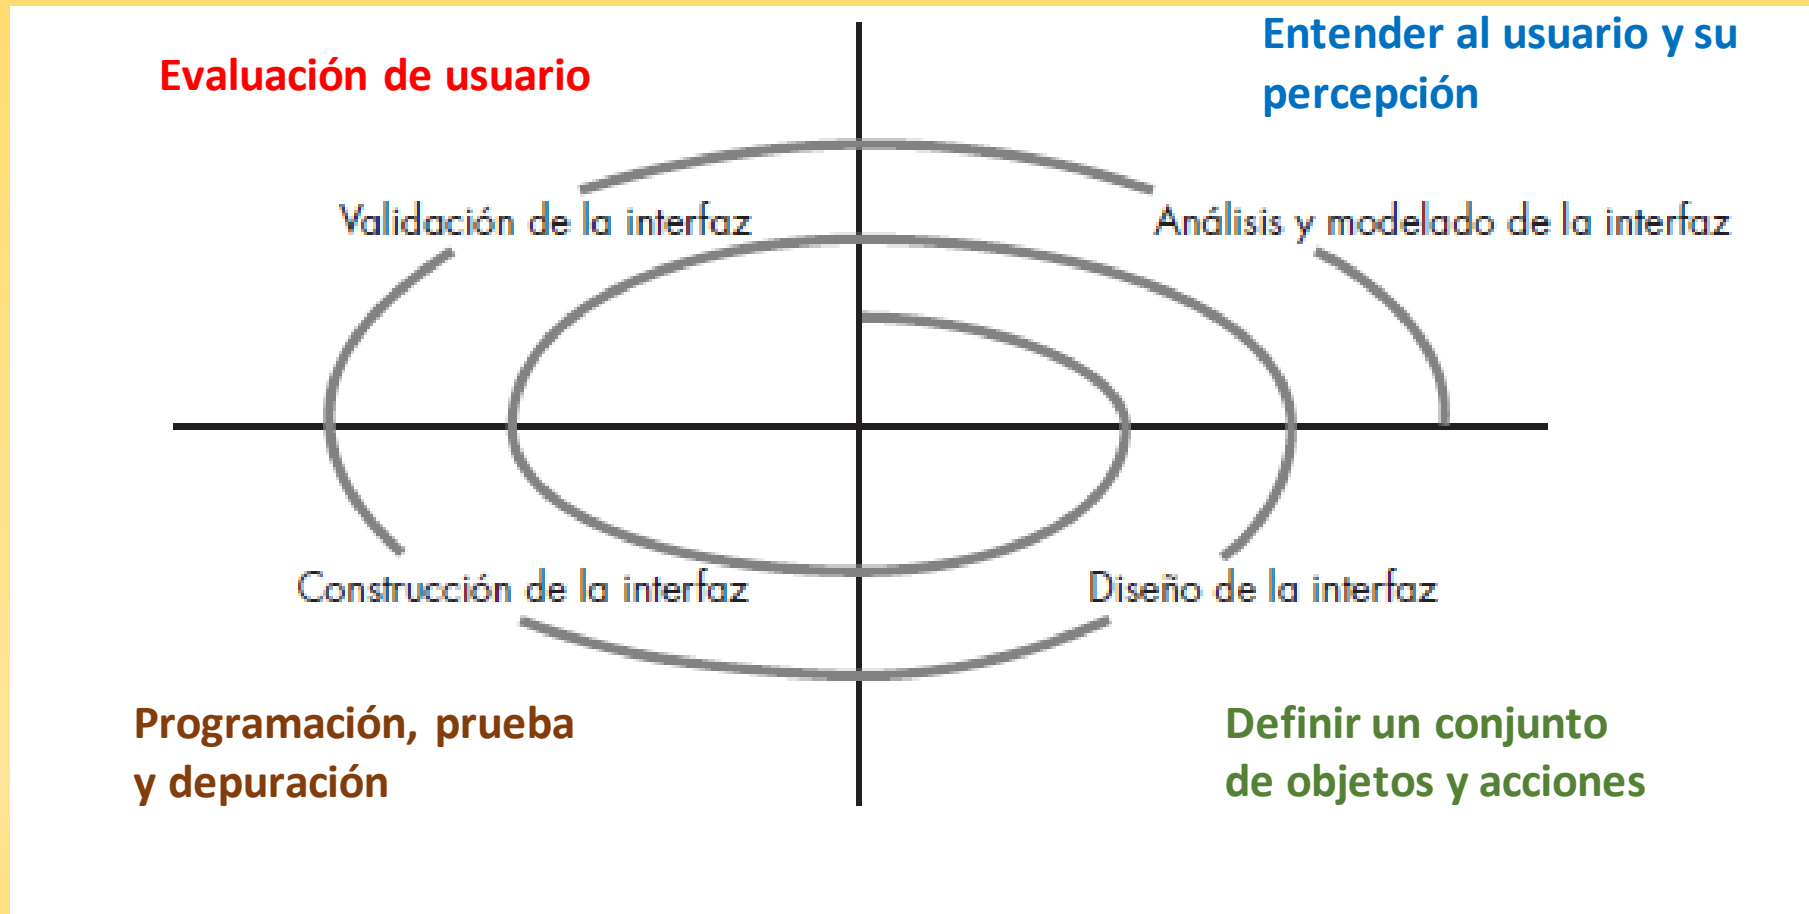 Evaluación de usuario
Entender al usuario y su
percepción
Validación de la interfaz
Análisis y modelado de la interfaz
Construcción de la interfaz
Diseño de la interfaz
Programación, prueba
y depuración
Definir un conjunto
de objetos y acciones